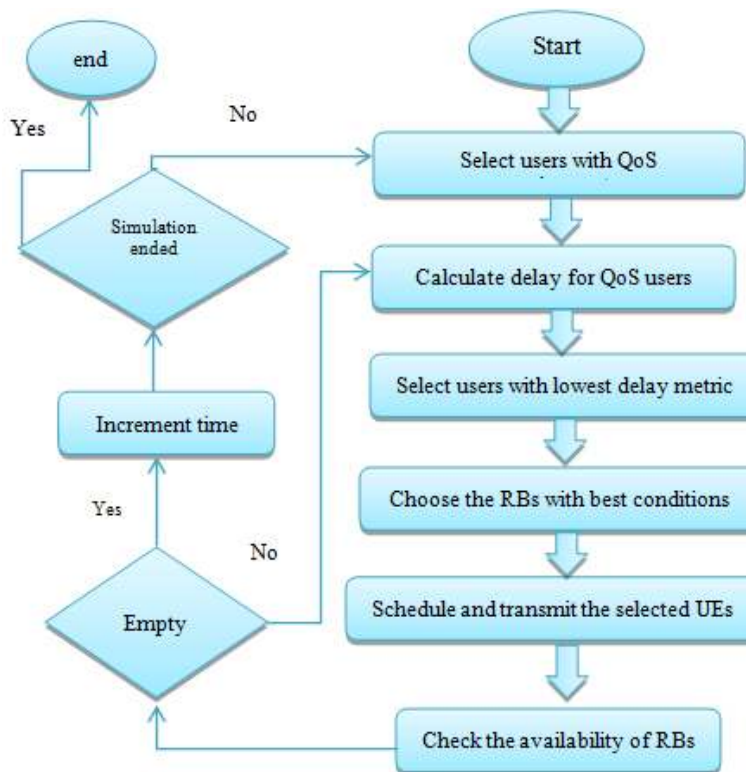 Start
end
Yes
No
Select users with QoS
Simulation
ended
Calculate delay for QoS users
Select users with lowest delay metric
Increment time
Choose the RBs with best conditions
Yes
No
Empty
Schedule and transmit the selected UEs
Check the availability of RBs